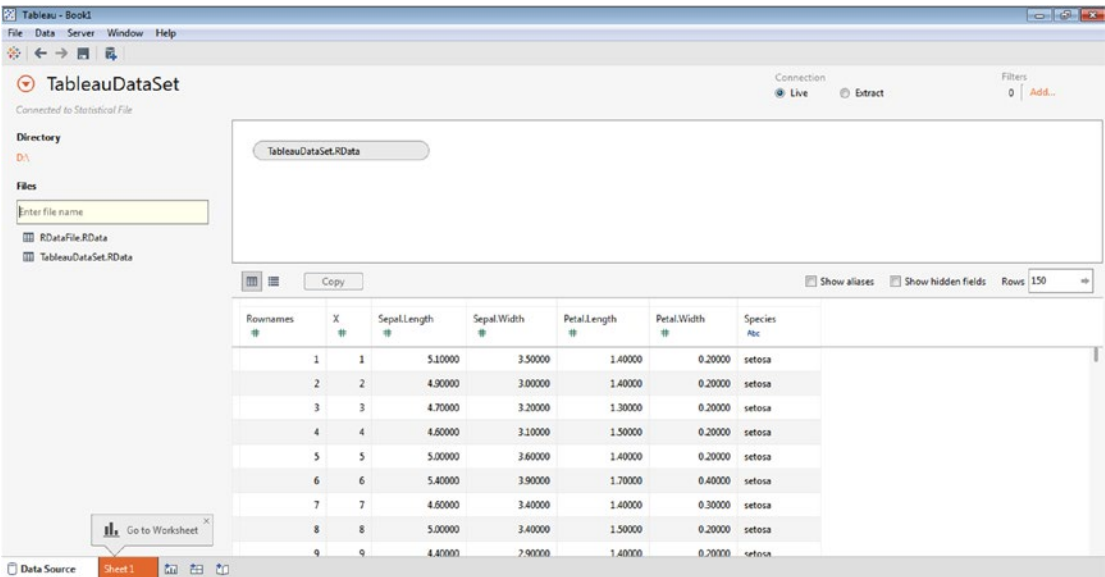 Tableau - Book1
File Data Server Window Help
TableauDataSet
Connected to Statistical File
Connection
Live Extract
Filters
0 Add...
Directory
D:\
Files
Enter file name
RDataFile.RData
TableauDataSet.RData
TableauDataSet.RData
Copy
Show aliases Show hidden fields Rows 150
Rownames X Sepal.Length Sepal.Width Petal.Length Petal.Width Species
# # # # # # Abc
1 1 5.10000 3.50000 1.40000 0.20000 setosa
2 2 4.90000 3.00000 1.40000 0.20000 setosa
3 3 4.70000 3.20000 1.30000 0.20000 setosa
4 4 4.60000 3.10000 1.50000 0.20000 setosa
5 5 5.00000 3.60000 1.40000 0.20000 setosa
6 6 5.40000 3.90000 1.70000 0.40000 setosa
7 7 4.60000 3.40000 1.40000 0.30000 setosa
8 8 5.00000 3.40000 1.50000 0.20000 setosa
9 9 4.40000 2.90000 1.40000 0.20000 setosa
Go to Worksheet
Data Source Sheet 1